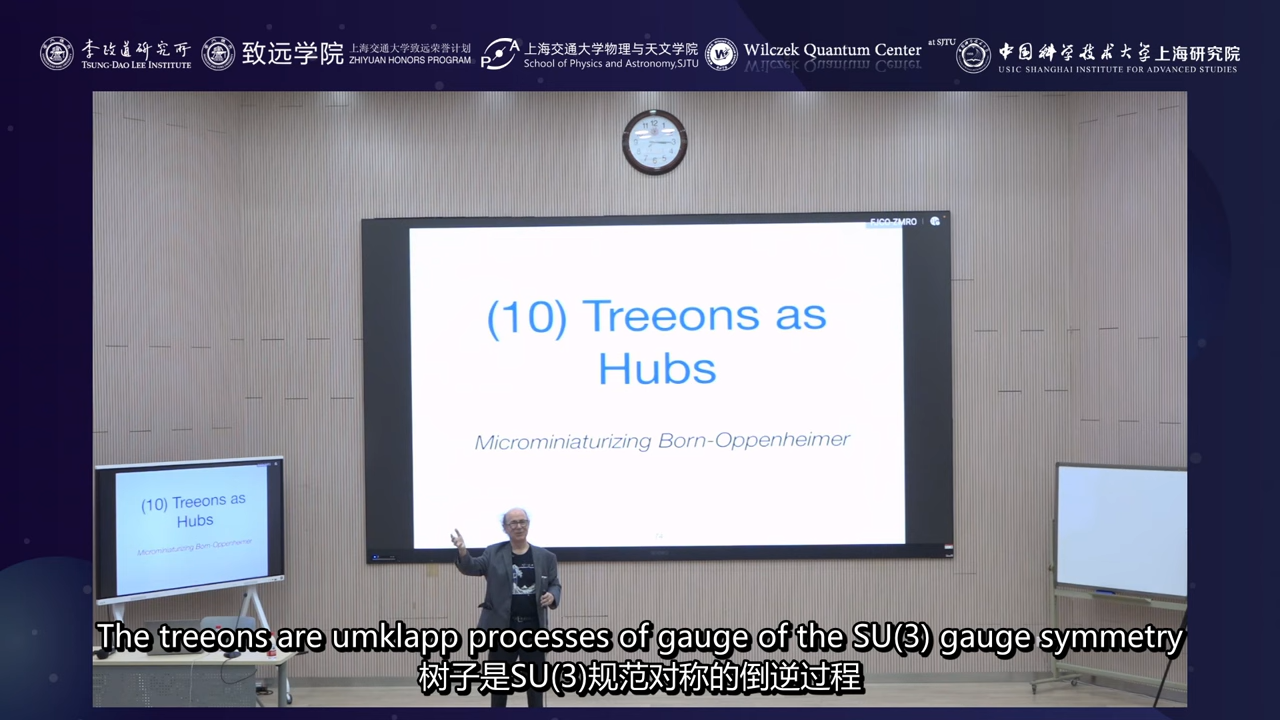 李政道研究所
TSUNG-DAO LEE INSTITUTE
致远学院
上海交通大学致远荣誉计划
ZHIYUAN HONORS PROGRAM
上海交通大学物理与天文学院
School of Physics and Astronomy,SJTU
Wilczek Quantum Center
at SJTU
中国科学技术大学上海研究院
USTC SHANGHAI INSTITUTE FOR ADVANCED STUDIES
(10) Treeons as
Hubs
Microminiaturizing Born-Oppenheimer
(10) Treeons as
Hubs
Microminiaturizing Born-Oppenheimer
The treeons are umklapp processes of gauge of the SU(3) gauge symmetry
树子是SU(3)规范对称的倒逆过程